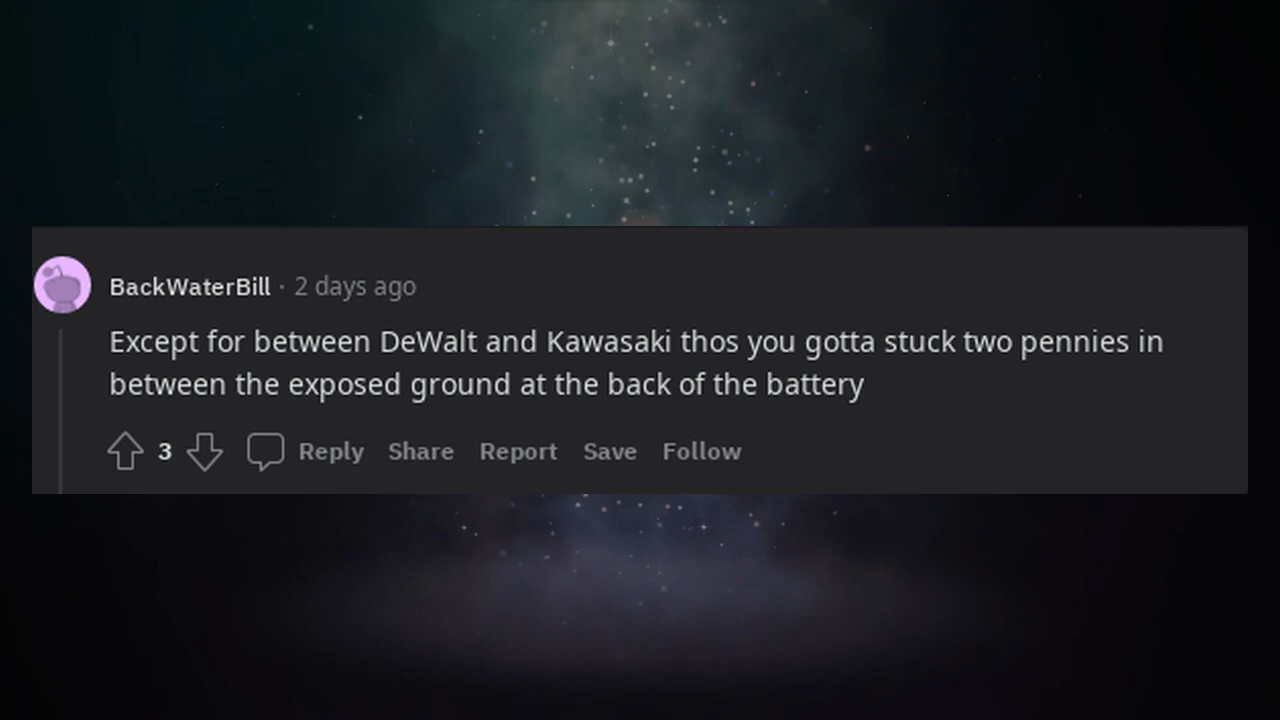 BackWaterBill · 2 days ago
Except for between DeWalt and Kawasaki thos you gotta stuck two pennies in
between the exposed ground at the back of the battery
3 Reply Share Report Save Follow